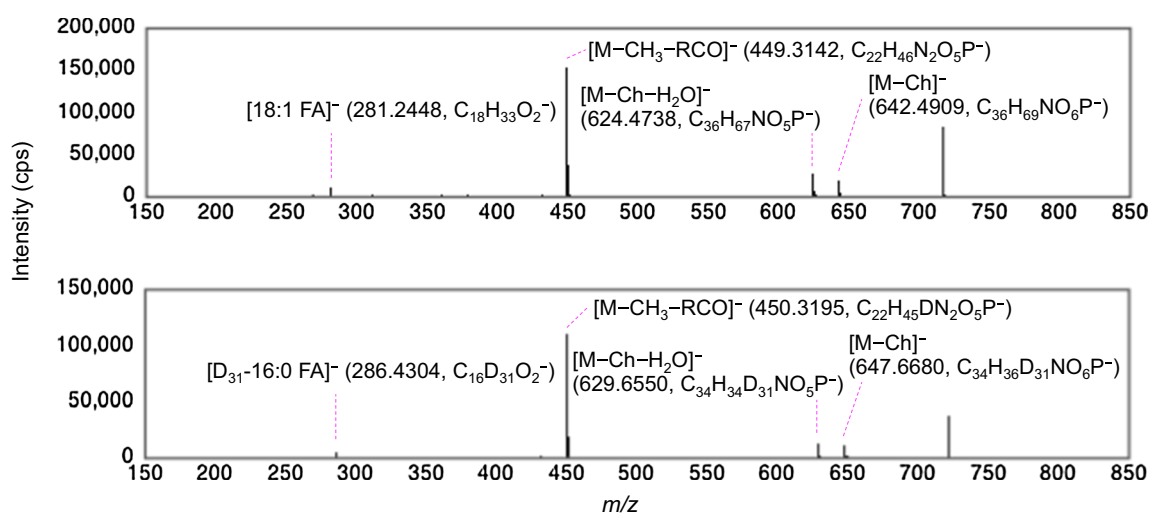 Intensity (cps)
200,000
150,000
100,000
50,000
0
[M−CH₃−RCO]⁻ (449.3142, C₂₂H₄₆N₂O₅P⁻)
[M−Ch−H₂O]⁻
(624.4738, C₃₆H₆₇NO₅P⁻)
[M−Ch]⁻
(642.4909, C₃₆H₆₉NO₆P⁻)
[18:1 FA]⁻ (281.2448, C₁₈H₃₃O₂⁻)
150 200 250 300 350 400 450 500 550 600 650 700 750 800 850
150,000
100,000
50,000
0
[M−CH₃−RCO]⁻ (450.3195, C₂₂H₄₅DN₂O₅P⁻)
[M−Ch−H₂O]⁻
(629.6550, C₃₄H₃₄D₃₁NO₅P⁻)
[M−Ch]⁻
(647.6680, C₃₄H₃₆D₃₁NO₆P⁻)
[D₃₁-16:0 FA]⁻ (286.4304, C₁₆D₃₁O₂⁻)
150 200 250 300 350 400 450 500 550 600 650 700 750 800 850
m/z